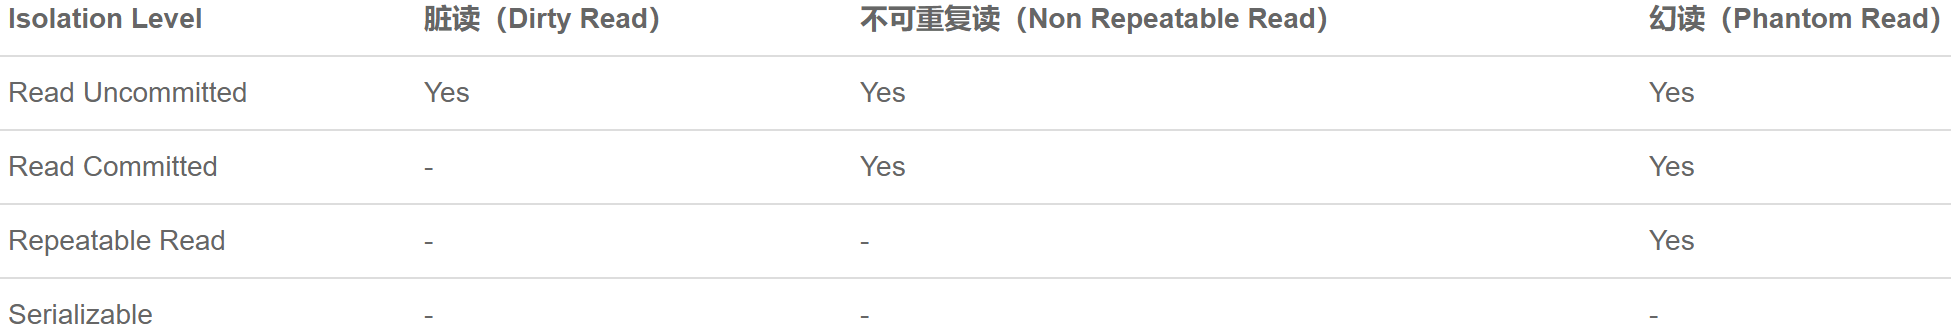 Isolation Level 脏读（Dirty Read） 不可重复读（Non Repeatable Read） 幻读（Phantom Read）
Read Uncommitted Yes Yes Yes
Read Committed - Yes Yes
Repeatable Read - - Yes
Serializable - - -